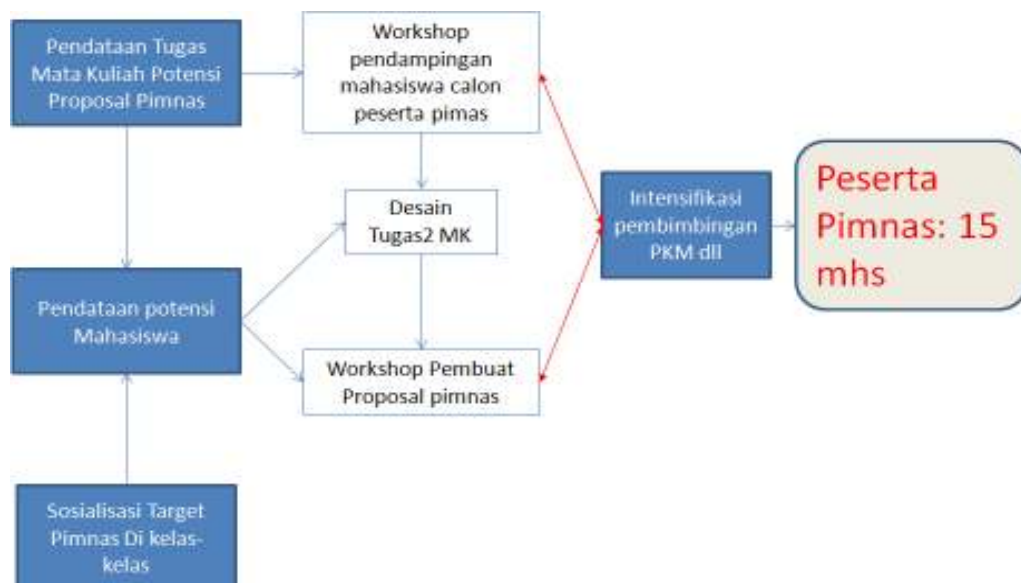 Pendataan Tugas
Mata Kuliah Potensi
Proposal Pimnas
Workshop
pendampingan
mahasiswa calon
peserta pimas
Desain
Tugas2 MK
Intensifikasi
pembimbingan
PKM dll
Peserta
Pimnas: 15
mhs
Pendataan potensi
Mahasiswa
Workshop Pembuat
Proposal pimnas
Sosialisasi Target
Pimnas Di kelas-
kelas